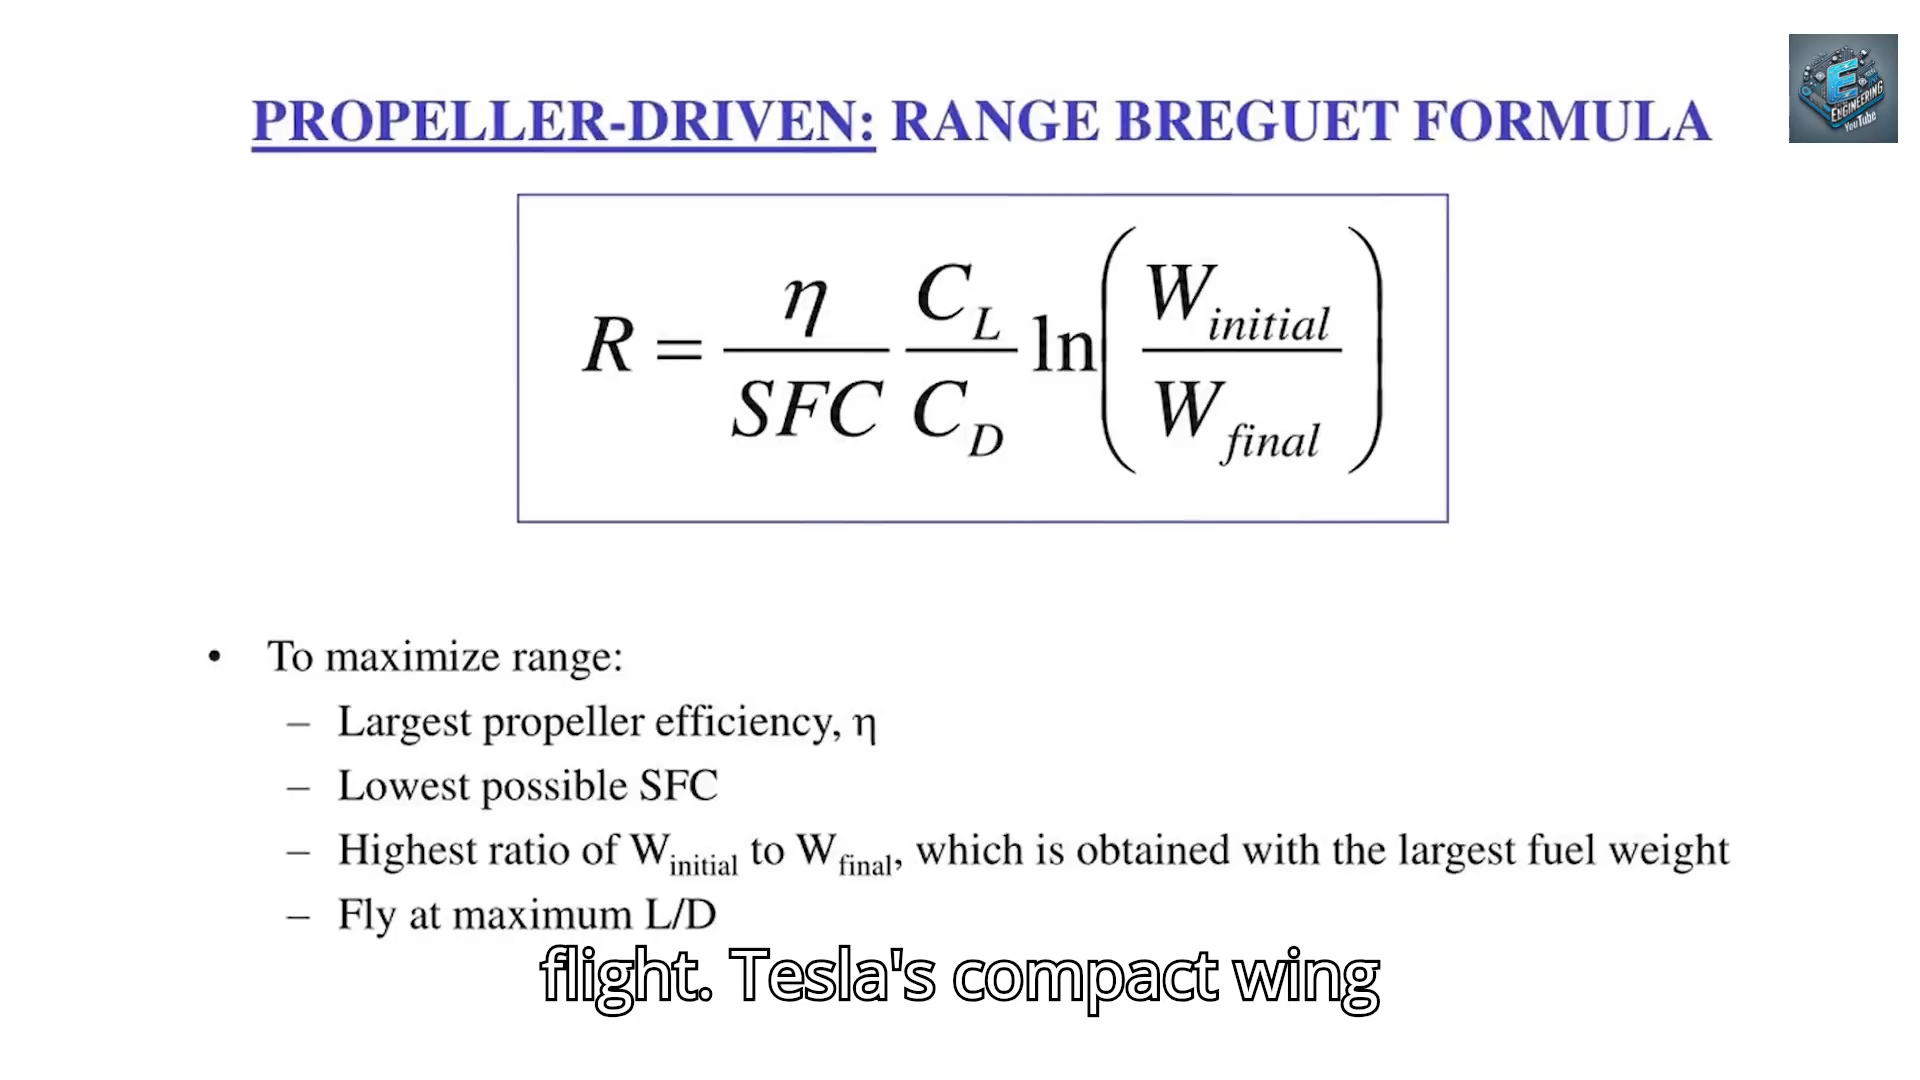 E
ENGINEERING
YouTube
PROPELLER-DRIVEN: RANGE BREGUET FORMULA
R = η/SFC C_L/C_D ln(W_initial/W_final)
• To maximize range:
– Largest propeller efficiency, η
– Lowest possible SFC
– Highest ratio of W_initial to W_final, which is obtained with the largest fuel weight
– Fly at maximum L/D
flight. Tesla's compact wing